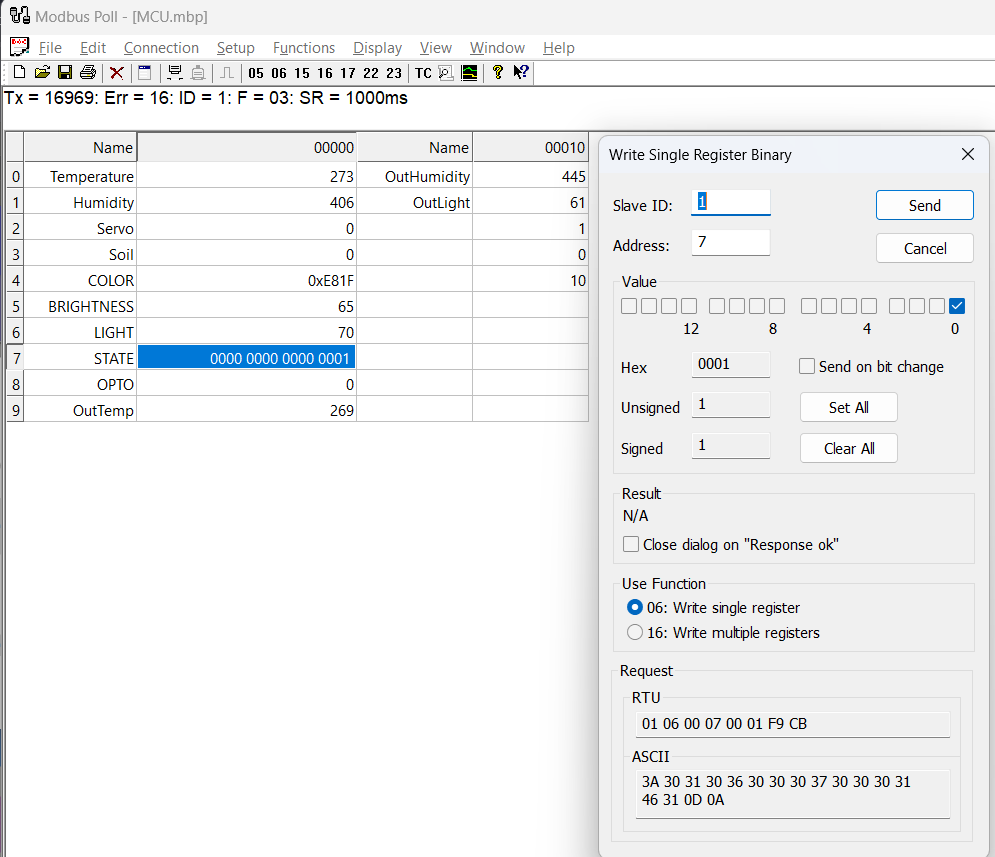 Modbus Poll - [MCU.mbp]
File Edit Connection Setup Functions Display View Window Help
05 06 15 16 17 22 23 TC
Tx = 16969: Err = 16: ID = 1: F = 03: SR = 1000ms
Name 00000 Name 00010
0 Temperature 273 OutHumidity 445
1 Humidity 406 OutLight 61
2 Servo 0 1
3 Soil 0 0
4 COLOR 0xE81F 10
5 BRIGHTNESS 65
6 LIGHT 70
7 STATE 0000 0000 0000 0001
8 OPTO 0
9 OutTemp 269
Write Single Register Binary
Slave ID: 1 Send
Address: 7 Cancel
Value
12 8 4 0
Hex 0001 Send on bit change
Unsigned 1 Set All
Signed 1 Clear All
Result
N/A
Close dialog on "Response ok"
Use Function
06: Write single register
16: Write multiple registers
Request
RTU
01 06 00 07 00 01 F9 CB
ASCII
3A 30 31 30 36 30 30 30 37 30 30 30 31
46 31 0D 0A